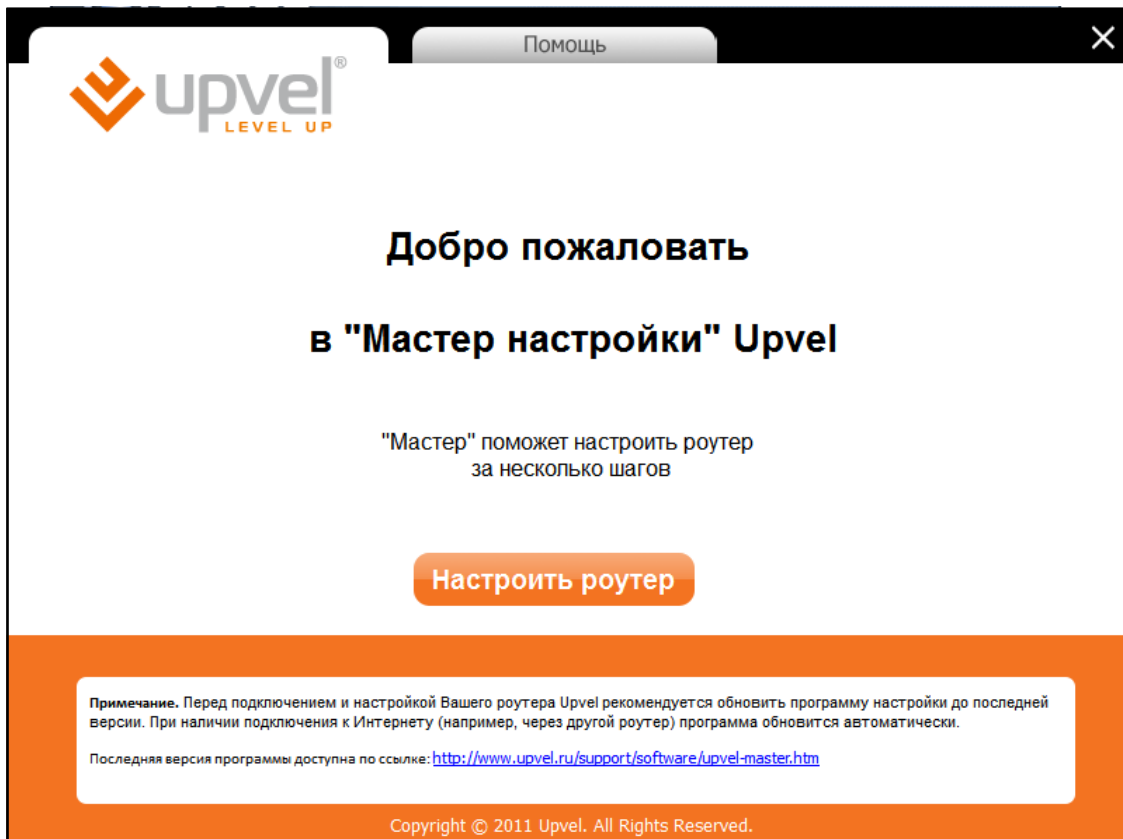 Помощь
upvel®
LEVEL UP
Добро пожаловать
в "Мастер настройки" Upvel
"Мастер" поможет настроить роутер
за несколько шагов
Настроить роутер
Примечание. Перед подключением и настройкой Вашего роутера Upvel рекомендуется обновить программу настройки до последней
версии. При наличии подключения к Интернету (например, через другой роутер) программа обновится автоматически.
Последняя версия программы доступна по ссылке: http://www.upvel.ru/support/software/upvel-master.htm
Copyright © 2011 Upvel. All Rights Reserved.